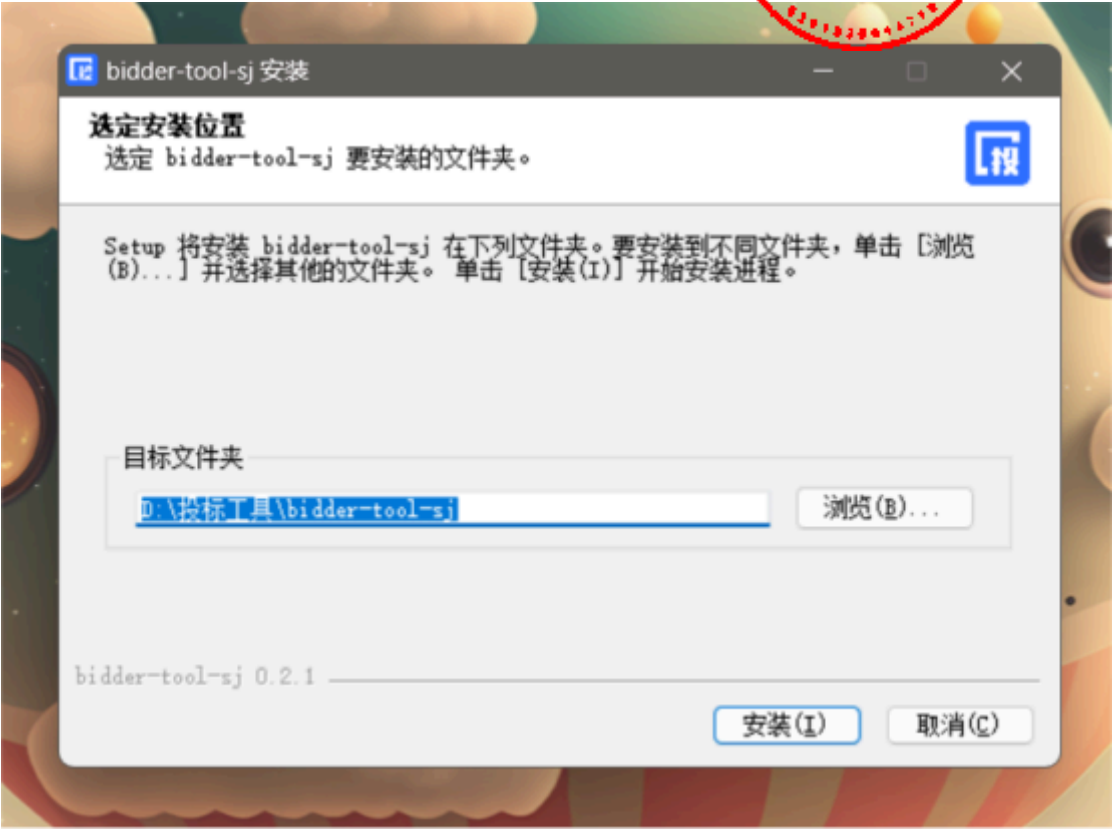 bidder-tool-sj 安装
选定安装位置
选定 bidder-tool-sj 要安装的文件夹。
投
Setup 将安装 bidder-tool-sj 在下列文件夹。要安装到不同文件夹，单击 [浏览
(B)...] 并选择其他的文件夹。 单击 [安装(I)] 开始安装进程。
目标文件夹
D:\投标工具\bidder-tool-sj
浏览(B)...
bidder-tool-sj 0.2.1
安装(I)
取消(C)